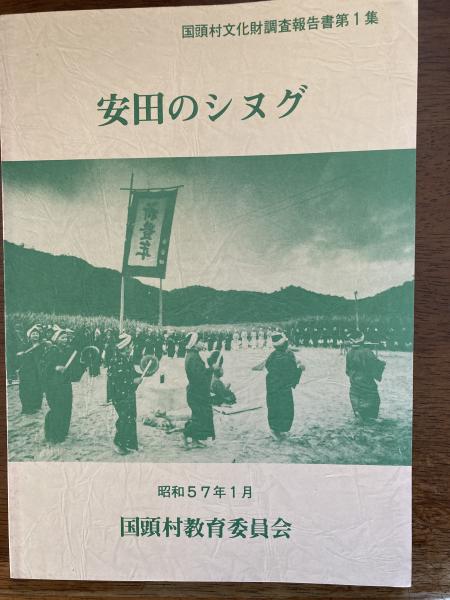 国頭村文化財調査報告書第1集
安田のシヌグ
昭和57年1月
国頭村教育委員会